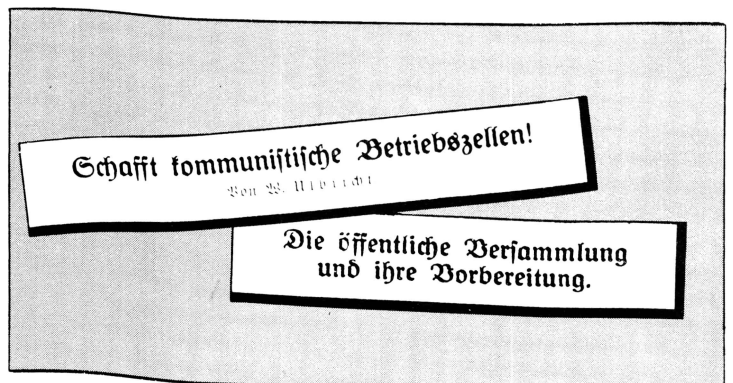 Schafft kommunistische Betriebszellen!
Von W. Ulbricht
Die öffentliche Versammlung
und ihre Vorbereitung.